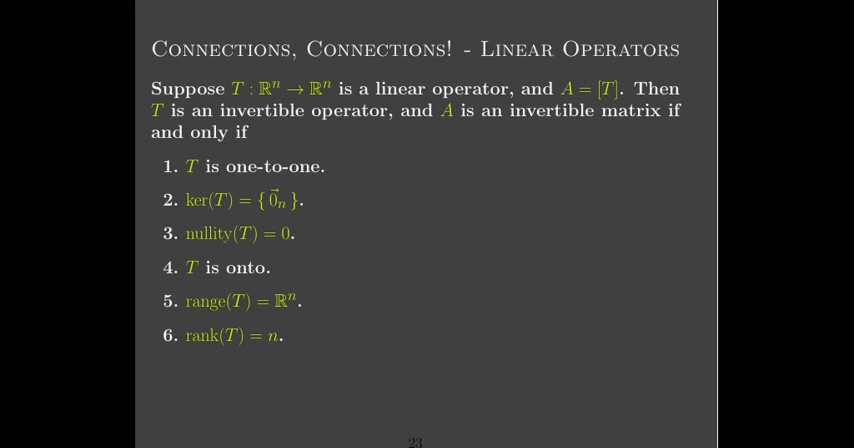 Connections, Connections! - Linear Operators
Suppose T : ℝⁿ → ℝⁿ is a linear operator, and A = [T]. Then
T is an invertible operator, and A is an invertible matrix if
and only if
1. T is one-to-one.
2. ker(T) = { 0⃗ₙ }.
3. nullity(T) = 0.
4. T is onto.
5. range(T) = ℝⁿ.
6. rank(T) = n.
23